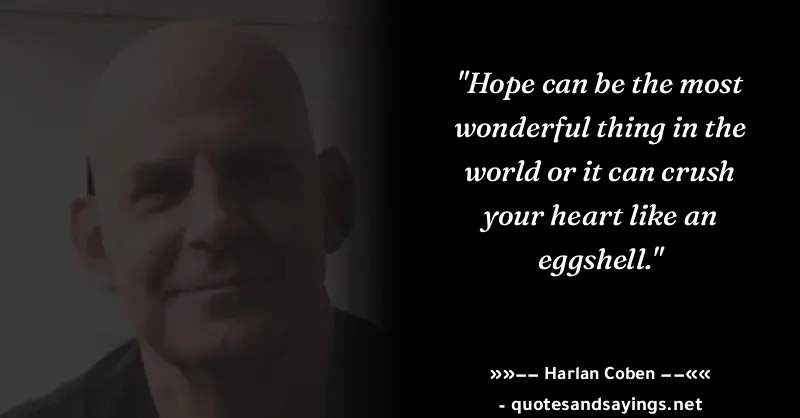 "Hope can be the most
wonderful thing in the
world or it can crush
your heart like an
eggshell."
»»–– Harlan Coben ––««
- quotesandsayings.net